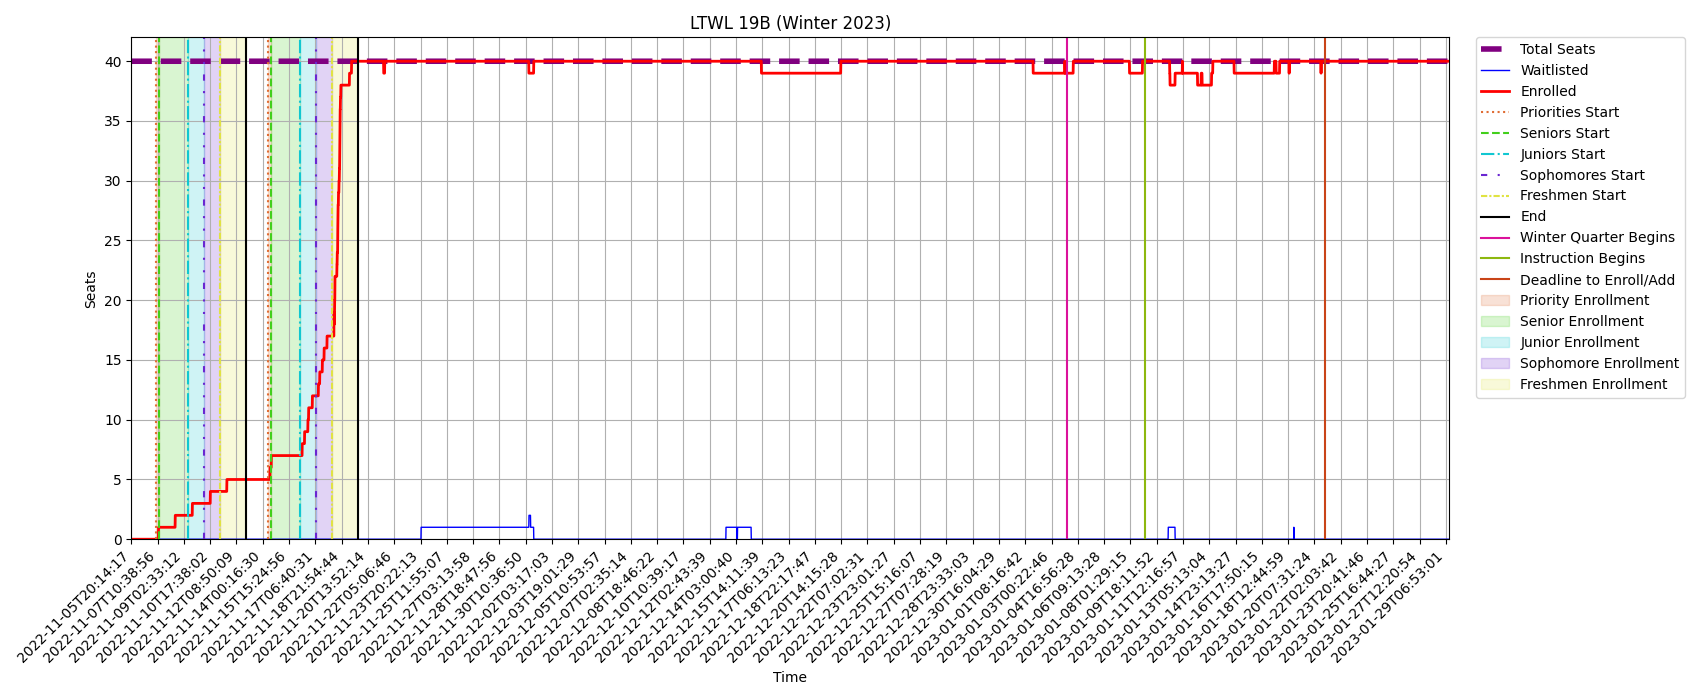 LTWL 19B (Winter 2023)
Seats
40
35
30
25
20
15
10
5
0
2022-11-05T20:14:17
2022-11-07T10:38:56
2022-11-09T02:33:12
2022-11-10T17:38:02
2022-11-12T08:50:09
2022-11-14T00:16:30
2022-11-15T15:24:56
2022-11-17T06:40:31
2022-11-18T21:54:44
2022-11-20T13:52:14
2022-11-22T05:06:46
2022-11-23T20:22:13
2022-11-25T11:55:07
2022-11-27T03:13:58
2022-11-28T18:47:56
2022-11-30T10:36:50
2022-12-02T03:17:03
2022-12-03T19:01:29
2022-12-05T10:53:57
2022-12-07T02:35:14
2022-12-08T18:46:22
2022-12-10T10:39:17
2022-12-12T02:43:39
2022-12-14T03:00:40
2022-12-15T14:11:39
2022-12-17T06:13:23
2022-12-18T22:17:47
2022-12-20T14:15:28
2022-12-22T07:02:31
2022-12-23T23:01:27
2022-12-25T15:16:07
2022-12-27T07:28:19
2022-12-28T23:33:03
2022-12-30T16:04:29
2023-01-01T08:16:42
2023-01-03T00:22:46
2023-01-04T16:56:28
2023-01-06T09:13:28
2023-01-08T01:29:15
2023-01-09T18:11:52
2023-01-11T12:16:57
2023-01-13T05:13:04
2023-01-14T23:13:27
2023-01-16T17:50:15
2023-01-18T12:44:59
2023-01-20T07:31:24
2023-01-22T02:03:42
2023-01-23T20:41:46
2023-01-25T16:44:27
2023-01-27T12:20:54
2023-01-29T06:53:01
Time
Total Seats
Waitlisted
Enrolled
Priorities Start
Seniors Start
Juniors Start
Sophomores Start
Freshmen Start
End
Winter Quarter Begins
Instruction Begins
Deadline to Enroll/Add
Priority Enrollment
Senior Enrollment
Junior Enrollment
Sophomore Enrollment
Freshmen Enrollment